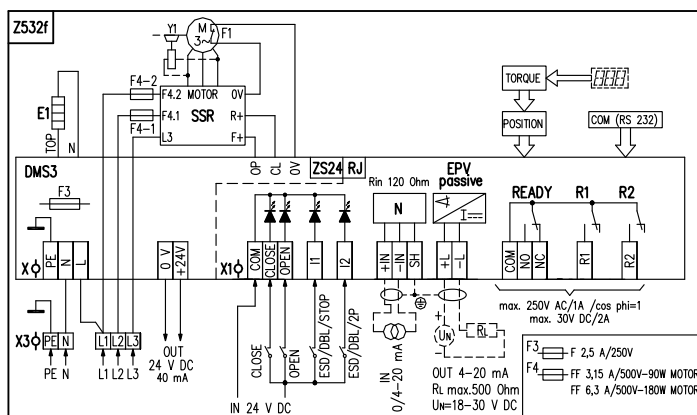 Z532f
Y1
M
3~
F1
F4-2
F4.2 MOTOR 0V
E1
F4.1 SSR R+
F4-1
L3 F+
TOP
N
OP
CL
0V
TORQUE
POSITION
COM (RS 232)
DMS3
ZS24 RJ
EPV
passive
Rin 120 Ohm
N
I
READY R1 R2
F3
X
PE
N
L
0 V
+24V
X1
COM
CLOSE
OPEN
I1
I2
+IN
-IN
SH
+L
-L
COM
NO
NC
R1
R2
max. 250V AC/1A /cos phi=1
max. 30V DC/2A
X3
PE N
L1 L2 L3
PE N
L1 L2 L3
OUT
24 V DC
40 mA
IN 24 V DC
CLOSE
OPEN
ESD/DBL/STOP
ESD/DBL/2P
IN
0/4-20 mA
+
UN
-
RL
OUT 4-20 mA
RL max.500 Ohm
UN=18-30 V DC
F3 F 2,5 A/250V
F4 FF 3,15 A/500V-90W MOTOR
FF 6,3 A/500V-180W MOTOR